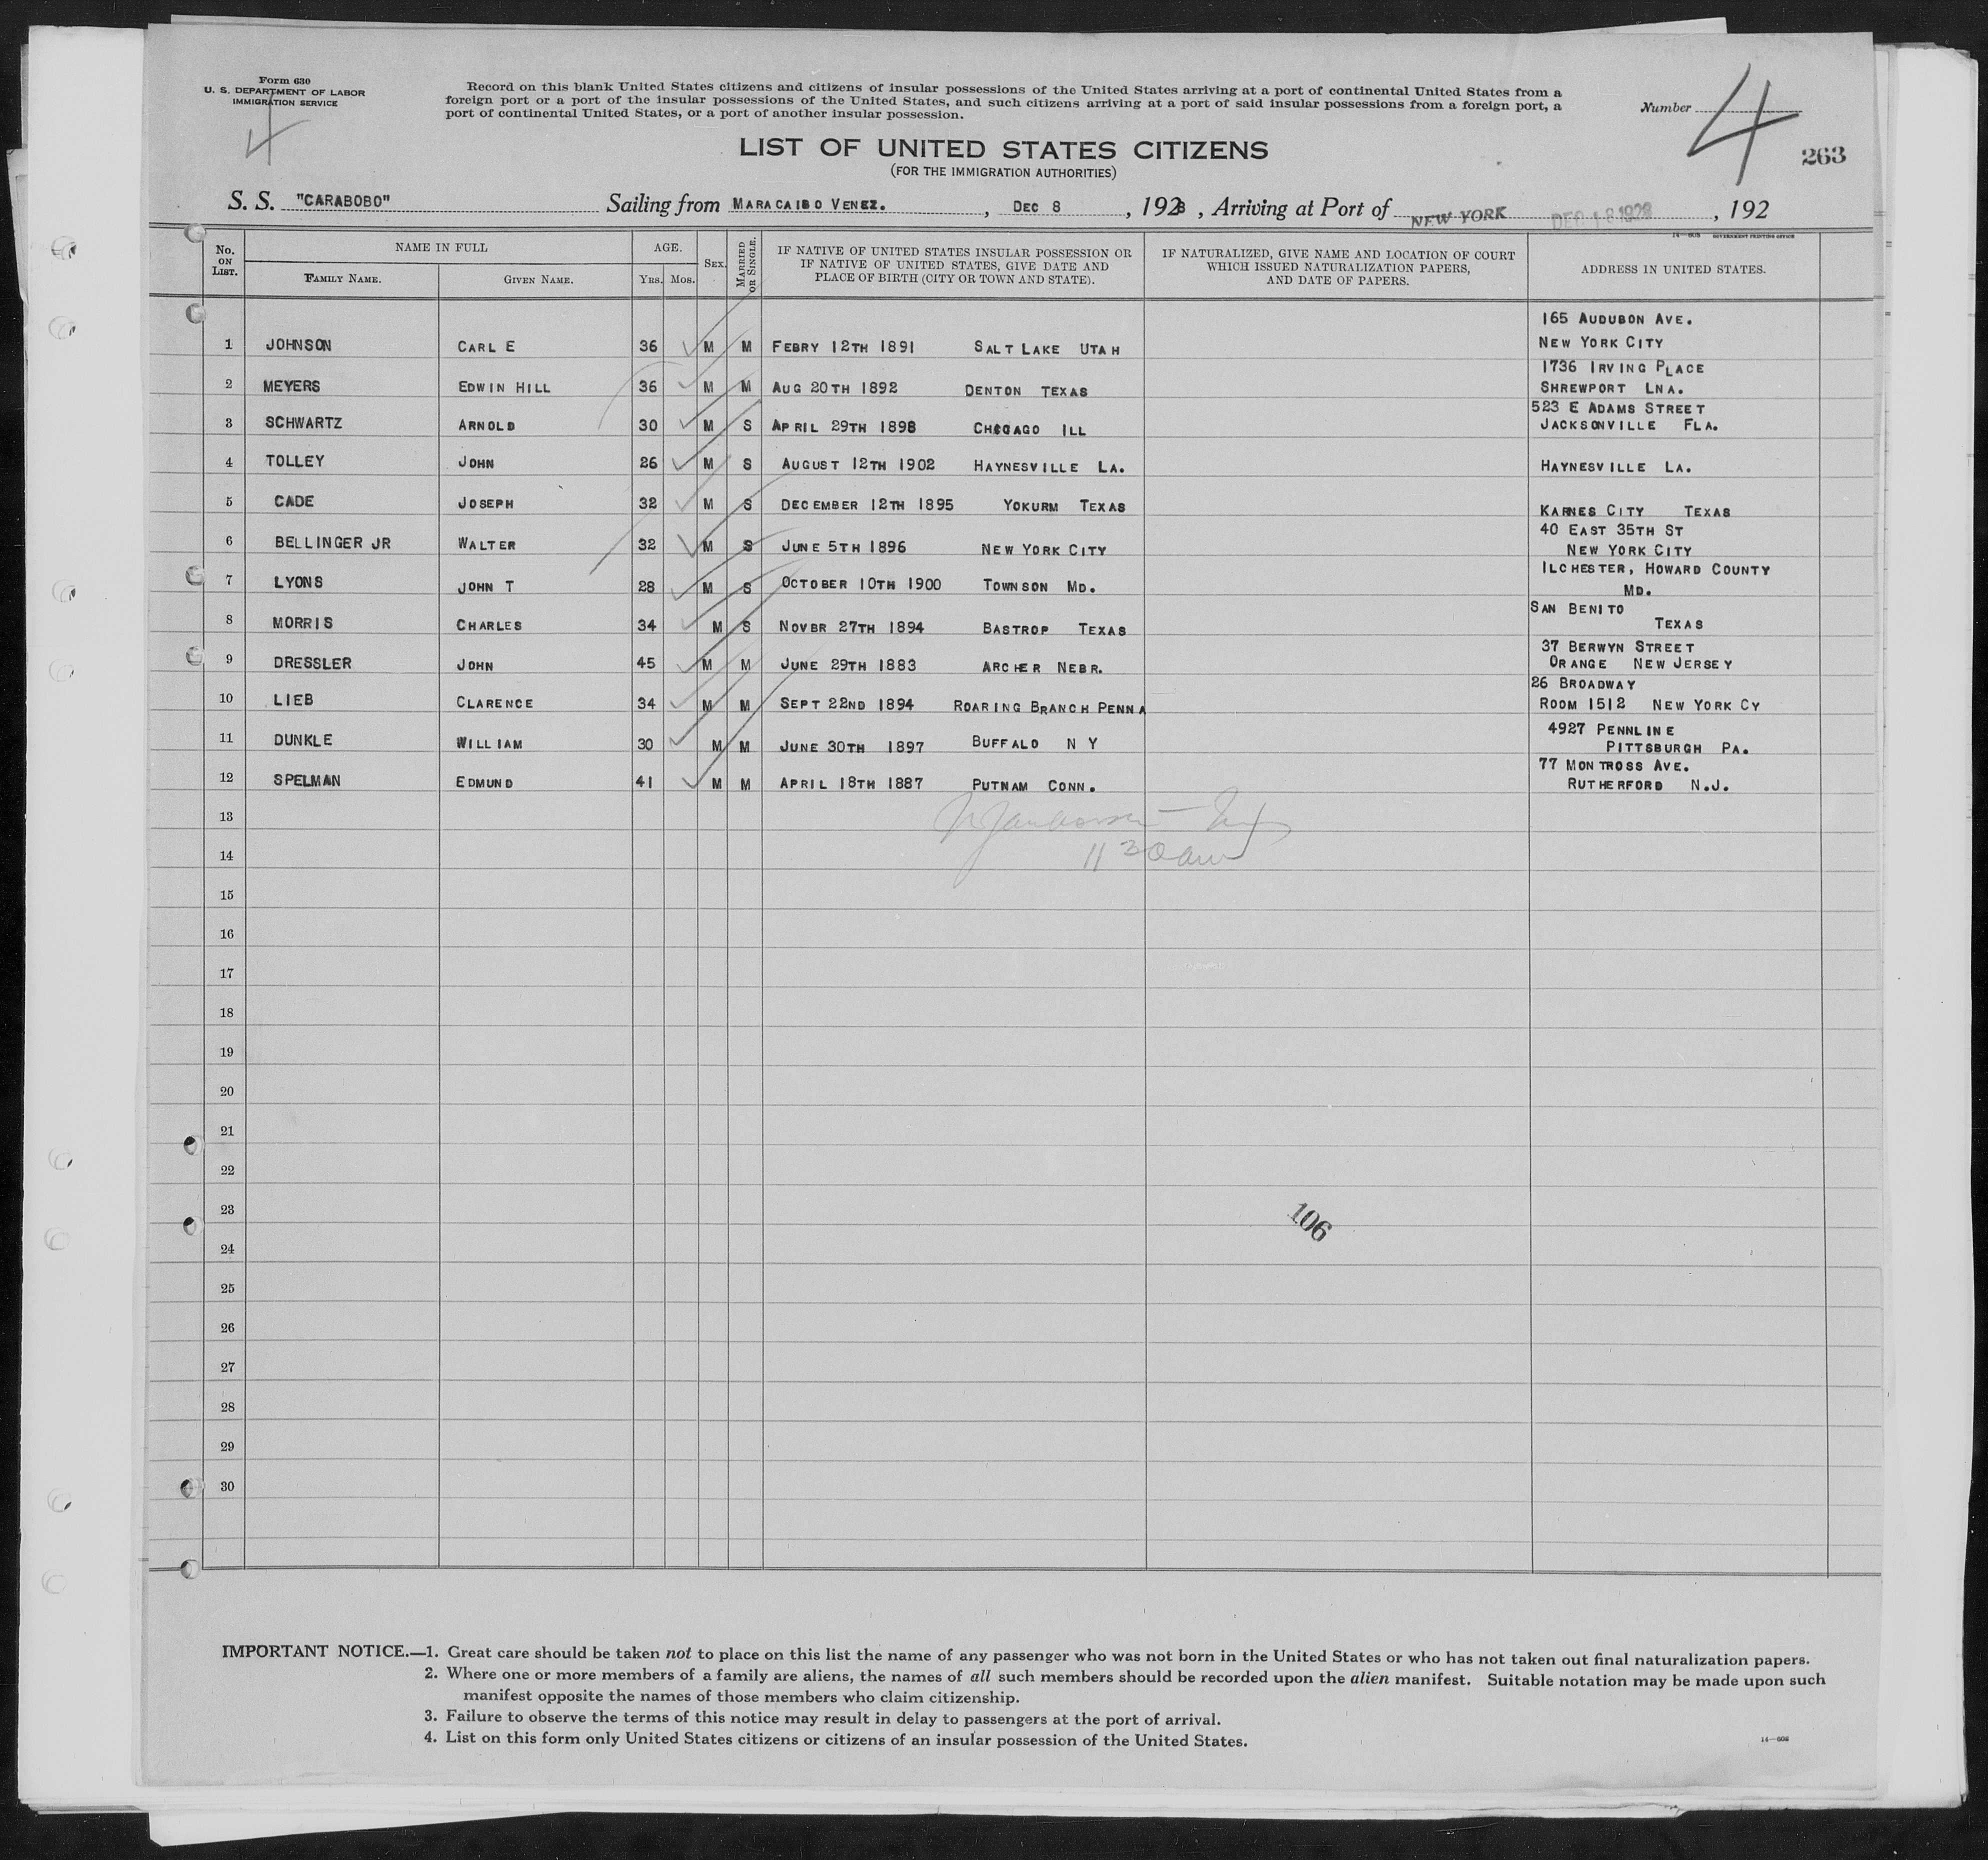 Form 630
U. S. DEPARTMENT OF LABOR
IMMIGRATION SERVICE
4
Record on this blank United States citizens and citizens of insular possessions of the United States arriving at a port of continental United States from a
foreign port or a port of the insular possessions of the United States, and such citizens arriving at a port of said insular possessions from a foreign port, a
port of continental United States, or a port of another insular possession.
Number 4
263
LIST OF UNITED STATES CITIZENS
(FOR THE IMMIGRATION AUTHORITIES)
S. S. "CARABOBO" Sailing from MARACAIBO VENEZ. , DEC 8 , 1928 , Arriving at Port of NEW YORK DEC 18 1928 , 192
14—608 GOVERNMENT PRINTING OFFICE
No. ON LIST. NAME IN FULL FAMILY NAME. GIVEN NAME. AGE. YRS. MOS. SEX. MARRIED OR SINGLE. IF NATIVE OF UNITED STATES INSULAR POSSESSION OR IF NATIVE OF UNITED STATES, GIVE DATE AND PLACE OF BIRTH (CITY OR TOWN AND STATE). IF NATURALIZED, GIVE NAME AND LOCATION OF COURT WHICH ISSUED NATURALIZATION PAPERS, AND DATE OF PAPERS. ADDRESS IN UNITED STATES.
165 AUDUBON AVE.
1 JOHNSON CARL E 36 M M FEBRY 12TH 1891 SALT LAKE UTAH NEW YORK CITY
1736 IRVING PLACE
2 MEYERS EDWIN HILL 36 M M AUG 20TH 1892 DENTON TEXAS SHREWPORT LNA.
523 E ADAMS STREET
3 SCHWARTZ ARNOLD 30 M S APRIL 29TH 1898 CHICAGO ILL JACKSONVILLE FLA.
4 TOLLEY JOHN 26 M S AUGUST 12TH 1902 HAYNESVILLE LA. HAYNESVILLE LA.
5 CADE JOSEPH 32 M S DECEMBER 12TH 1895 YOKURM TEXAS KARNES CITY TEXAS
40 EAST 35TH ST
6 BELLINGER JR WALTER 32 M S JUNE 5TH 1896 NEW YORK CITY NEW YORK CITY
ILCHESTER, HOWARD COUNTY
7 LYONS JOHN T 28 M S OCTOBER 10TH 1900 TOWNSON MD. MD.
SAN BENITO
8 MORRIS CHARLES 34 M S NOVBR 27TH 1894 BASTROP TEXAS TEXAS
37 BERWYN STREET
9 DRESSLER JOHN 45 M M JUNE 29TH 1883 ARCHER NEBR. ORANGE NEW JERSEY
26 BROADWAY
10 LIEB CLARENCE 34 M M SEPT 22ND 1894 ROARING BRANCH PENNA ROOM 1512 NEW YORK CY
4927 PENNLINE
11 DUNKLE WILLIAM 30 M M JUNE 30TH 1897 BUFFALO N Y PITTSBURGH PA.
77 MONTROSS AVE.
12 SPELMAN EDMUND 41 M M APRIL 18TH 1887 PUTNAM CONN. RUTHERFORD N.J.
13
11 30 am
14
15
16
17
18
19
20
21
22
23
106
24
25
26
27
28
29
30
IMPORTANT NOTICE.—1. Great care should be taken not to place on this list the name of any passenger who was not born in the United States or who has not taken out final naturalization papers.
2. Where one or more members of a family are aliens, the names of all such members should be recorded upon the alien manifest. Suitable notation may be made upon such
manifest opposite the names of those members who claim citizenship.
3. Failure to observe the terms of this notice may result in delay to passengers at the port of arrival.
4. List on this form only United States citizens or citizens of an insular possession of the United States.
14—608